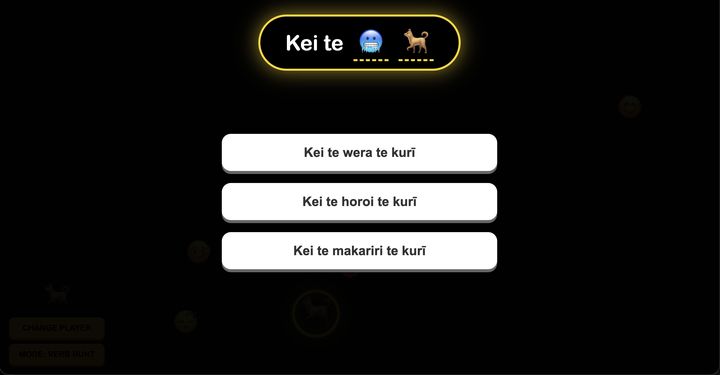 Kei te 🥶 🐕
Kei te wera te kurī
Kei te horoi te kurī
Kei te makariri te kurī
CHANGE PLAYER
MODE: VERB HUNT